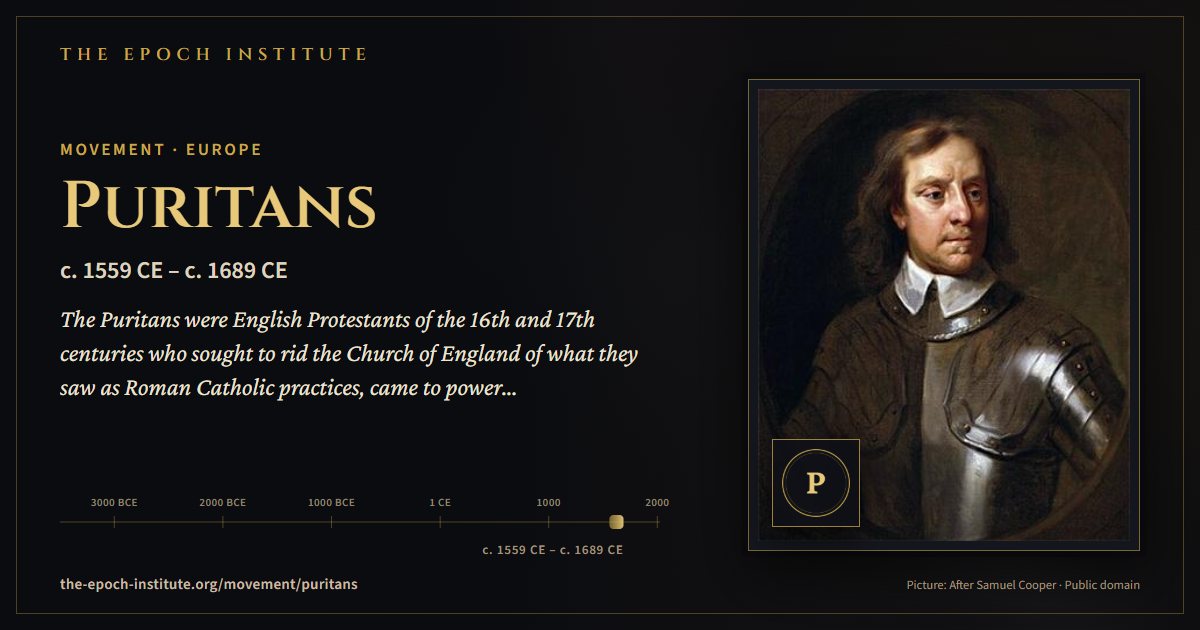 THE EPOCH INSTITUTE
MOVEMENT · EUROPE
PURITANS
c. 1559 CE – c. 1689 CE
The Puritans were English Protestants of the 16th and 17th
centuries who sought to rid the Church of England of what they
saw as Roman Catholic practices, came to power...
3000 BCE 2000 BCE 1000 BCE 1 CE 1000 2000
c. 1559 CE – c. 1689 CE
P
the-epoch-institute.org/movement/puritans
Picture: After Samuel Cooper · Public domain